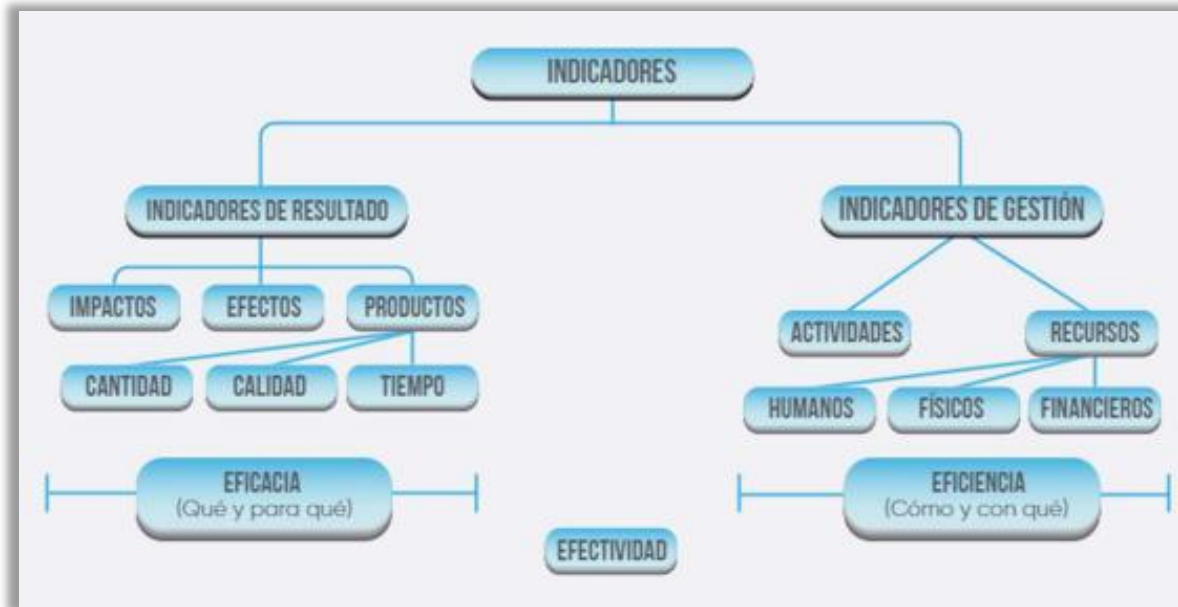 INDICADORES
INDICADORES DE RESULTADO
INDICADORES DE GESTIÓN
IMPACTOS
EFECTOS
PRODUCTOS
ACTIVIDADES
RECURSOS
CANTIDAD
CALIDAD
TIEMPO
HUMANOS
FÍSICOS
FINANCIEROS
EFICACIA
(Qué y para qué)
EFICIENCIA
(Cómo y con qué)
EFECTIVIDAD